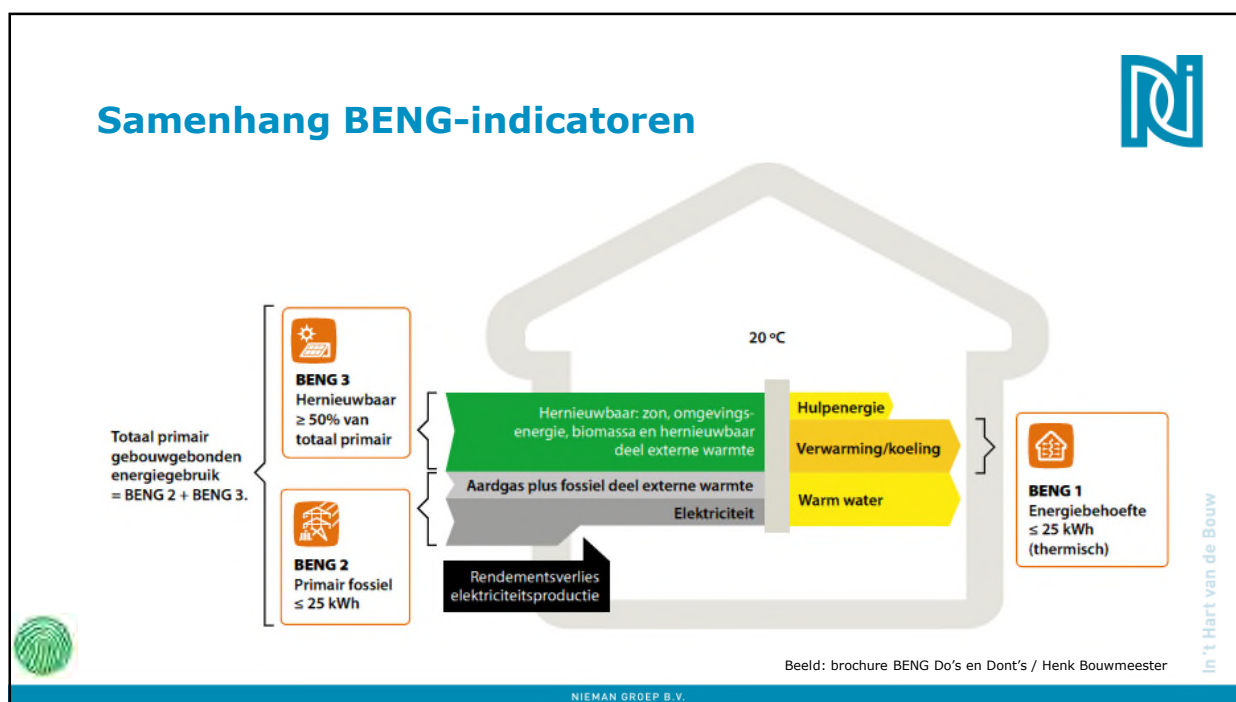 Samenhang BENG-indicatoren
Totaal primair
gebouwgebonden
energiegebruik
= BENG 2 + BENG 3.
BENG 3
Hernieuwbaar
≥ 50% van
totaal primair
BENG 2
Primair fossiel
≤ 25 kWh
20 ºC
Hernieuwbaar: zon, omgevings-
energie, biomassa en hernieuwbaar
deel externe warmte
Aardgas plus fossiel deel externe warmte
Elektriciteit
Rendementsverlies
elektriciteitsproductie
Hulpenergie
Verwarming/koeling
Warm water
BENG 1
Energiebehoefte
≤ 25 kWh
(thermisch)
In 't Hart van de Bouw
Beeld: brochure BENG Do's en Dont's / Henk Bouwmeester
NIEMAN GROEP B.V.